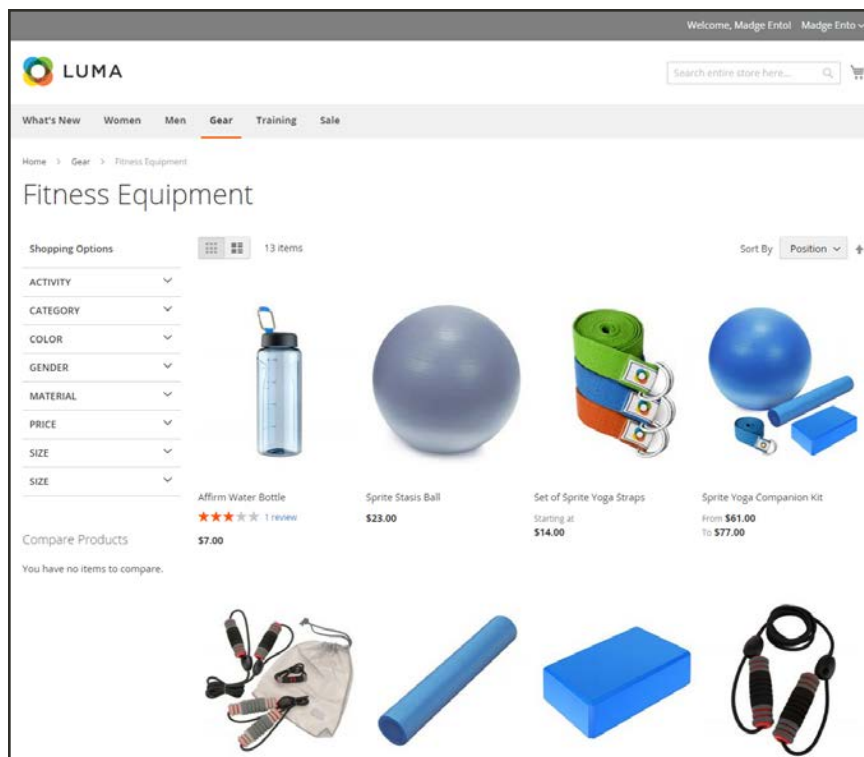 Welcome, Madge Ento! Madge Ento
LUMA
Search entire store here...
What's New Women Men Gear Training Sale
Home > Gear > Fitness Equipment
Fitness Equipment
Shopping Options
13 items
Sort By Position
ACTIVITY
CATEGORY
COLOR
GENDER
MATERIAL
PRICE
SIZE
SIZE
Compare Products
You have no items to compare.
Affirm Water Bottle
1 review
$7.00
Sprite Stasis Ball
$23.00
Set of Sprite Yoga Straps
Starting at
$14.00
Sprite Yoga Companion Kit
From $61.00
To $77.00